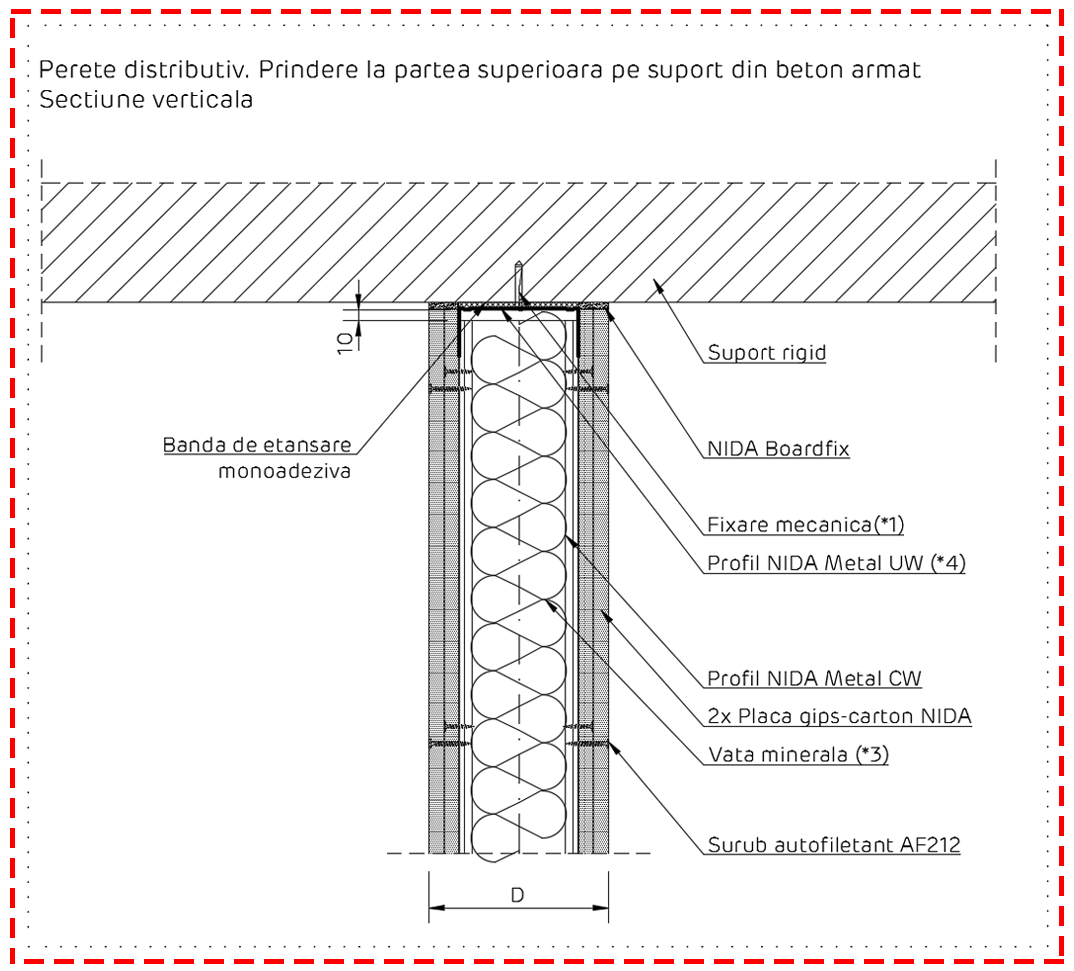 Perete distributiv. Prindere la partea superioara pe suport din beton armat
Sectiune verticala
10
Suport rigid
Banda de etansare
monoadeziva
NIDA Boardfix
Fixare mecanica(*1)
Profil NIDA Metal UW (*4)
Profil NIDA Metal CW
2x Placa gips-carton NIDA
Vata minerala (*3)
Surub autofiletant AF212
D